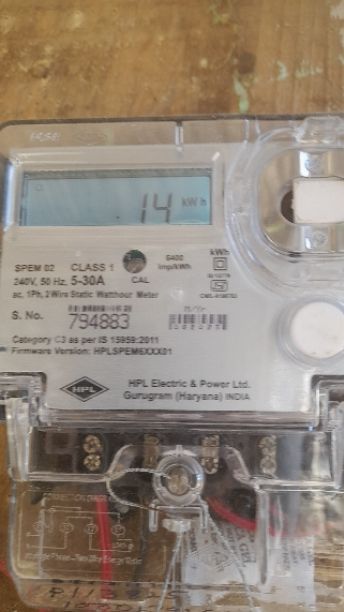 14 kWh
SPEM 02 CLASS 1
240V, 50 Hz, 5-30A
CAL
6400
imp/kWh
kWh
ac, 1Ph, 2Wire Static Watthour Meter
S. No. 794883
Category C3 as per IS 15959:2011
Firmware Version: HPLSPEM6XXX01
HPL
HPL Electric & Power Ltd.
Gurugram (Haryana) INDIA